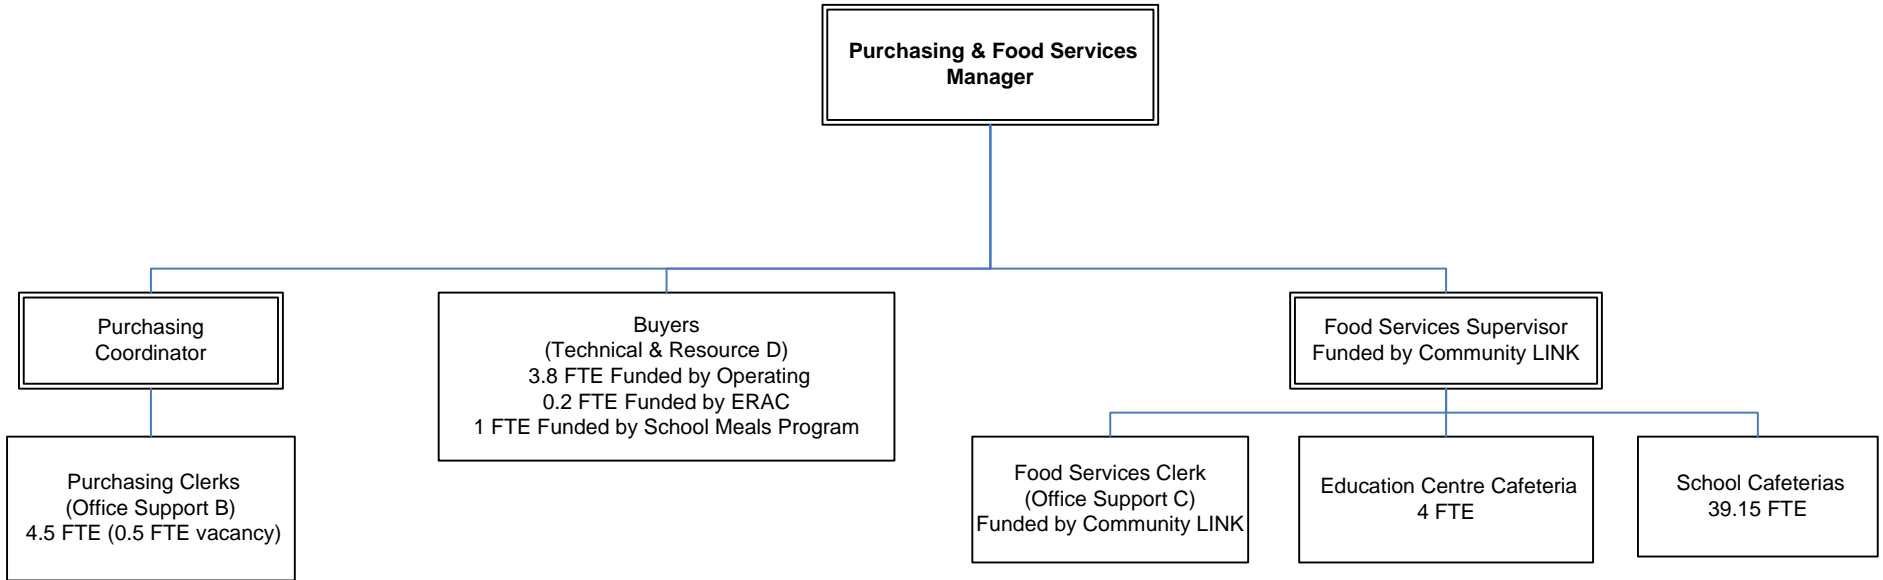 Purchasing & Food Services
Manager
Purchasing
Coordinator
Buyers
(Technical & Resource D)
3.8 FTE Funded by Operating
0.2 FTE Funded by ERAC
1 FTE Funded by School Meals Program
Food Services Supervisor
Funded by Community LINK
Purchasing Clerks
(Office Support B)
4.5 FTE (0.5 FTE vacancy)
Food Services Clerk
(Office Support C)
Funded by Community LINK
Education Centre Cafeteria
4 FTE
School Cafeterias
39.15 FTE